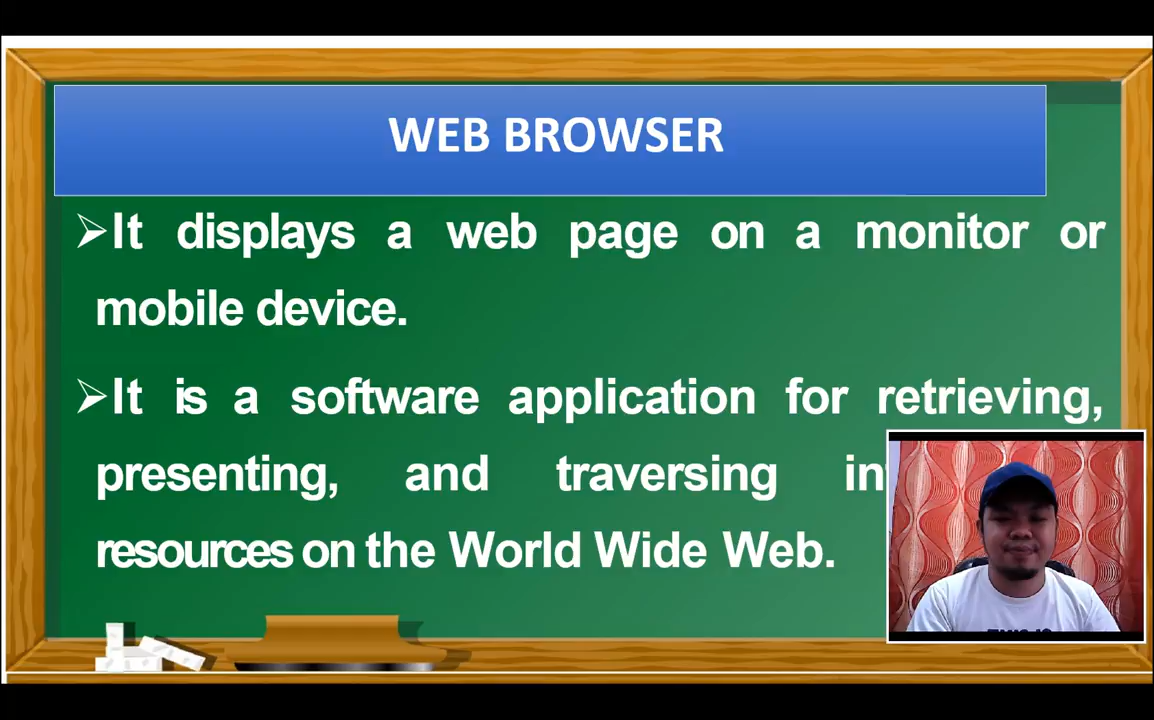 WEB BROWSER
➢It displays a web page on a monitor or
mobile device.
➢It is a software application for retrieving,
presenting, and traversing
resources on the World Wide Web.